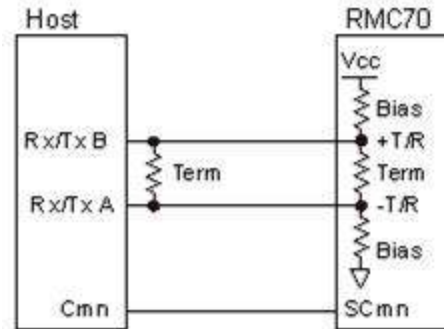 Host
RMC70
Vcc
Bias
Rx/Tx B
+T/R
Term
Term
Rx/Tx A
-T/R
Bias
Cmn
SCmn